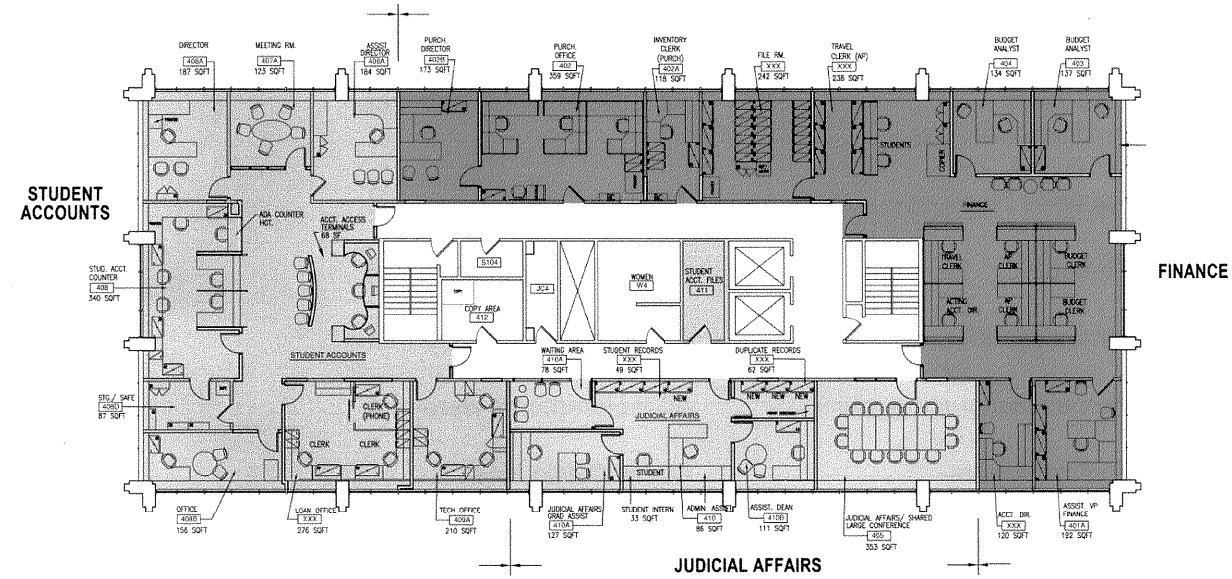 DIRECTOR
408A
187 SQFT
MEETING RM.
407A
123 SQFT
ASSIST.
DIRECTOR
408A
184 SQFT
PURCH.
DIRECTOR
402B
173 SQFT
PURCH.
OFFICE
402
359 SQFT
INVENTORY
CLERK
(PURCH)
402A
118 SQFT
FILE RM.
XXX
242 SQFT
TRAVEL
CLERK (AP)
XXX
238 SQFT
BUDGET
ANALYST
404
134 SQFT
BUDGET
ANALYST
403
137 SQFT
STUDENTS
COPIER
BC
BC
STUDENT
ACCOUNTS
ADA COUNTER
HGT.
ACCT. ACCESS
TERMINALS
68 SF.
FINANCE
STUD. ACCT.
COUNTER
408
340 SQFT
S104
JC4
WOMEN
W4
STUDENT
ACCT. FILES
411
COPY AREA
412
TRAVEL
CLERK
AP
CLERK
BUDGET
CLERK
ACTING
ACCT. DIR.
AP
CLERK
BUDGET
CLERK
FINANCE
STUDENT ACCOUNTS
WAITING AREA
410A
78 SQFT
STUDENT RECORDS
XXX
49 SQFT
DUPLICATE RECORDS
XXX
62 SQFT
STG./ SAFE
408D
87 SQFT
CLERK
(PHONE)
CLERK
CLERK
NEW
NEW
NEW
NEW
JUDICIAL AFFAIRS
STUDENT
OFFICE
408B
156 SQFT
LOAN OFFICE
XXX
276 SQFT
TECH OFFICE
409A
210 SQFT
JUDICIAL AFFAIRS
GRAD ASSIST
410A
127 SQFT
STUDENT INTERN
33 SQFT
ADMIN. ASSIST
410
86 SQFT
ASSIST. DEAN
410B
111 SQFT
JUDICIAL AFFAIRS/ SHARED
LARGE CONFERENCE
405
353 SQFT
ACCT. DIR.
XXX
120 SQFT
ASSIST. VP
FINANCE
401A
192 SQFT
JUDICIAL AFFAIRS